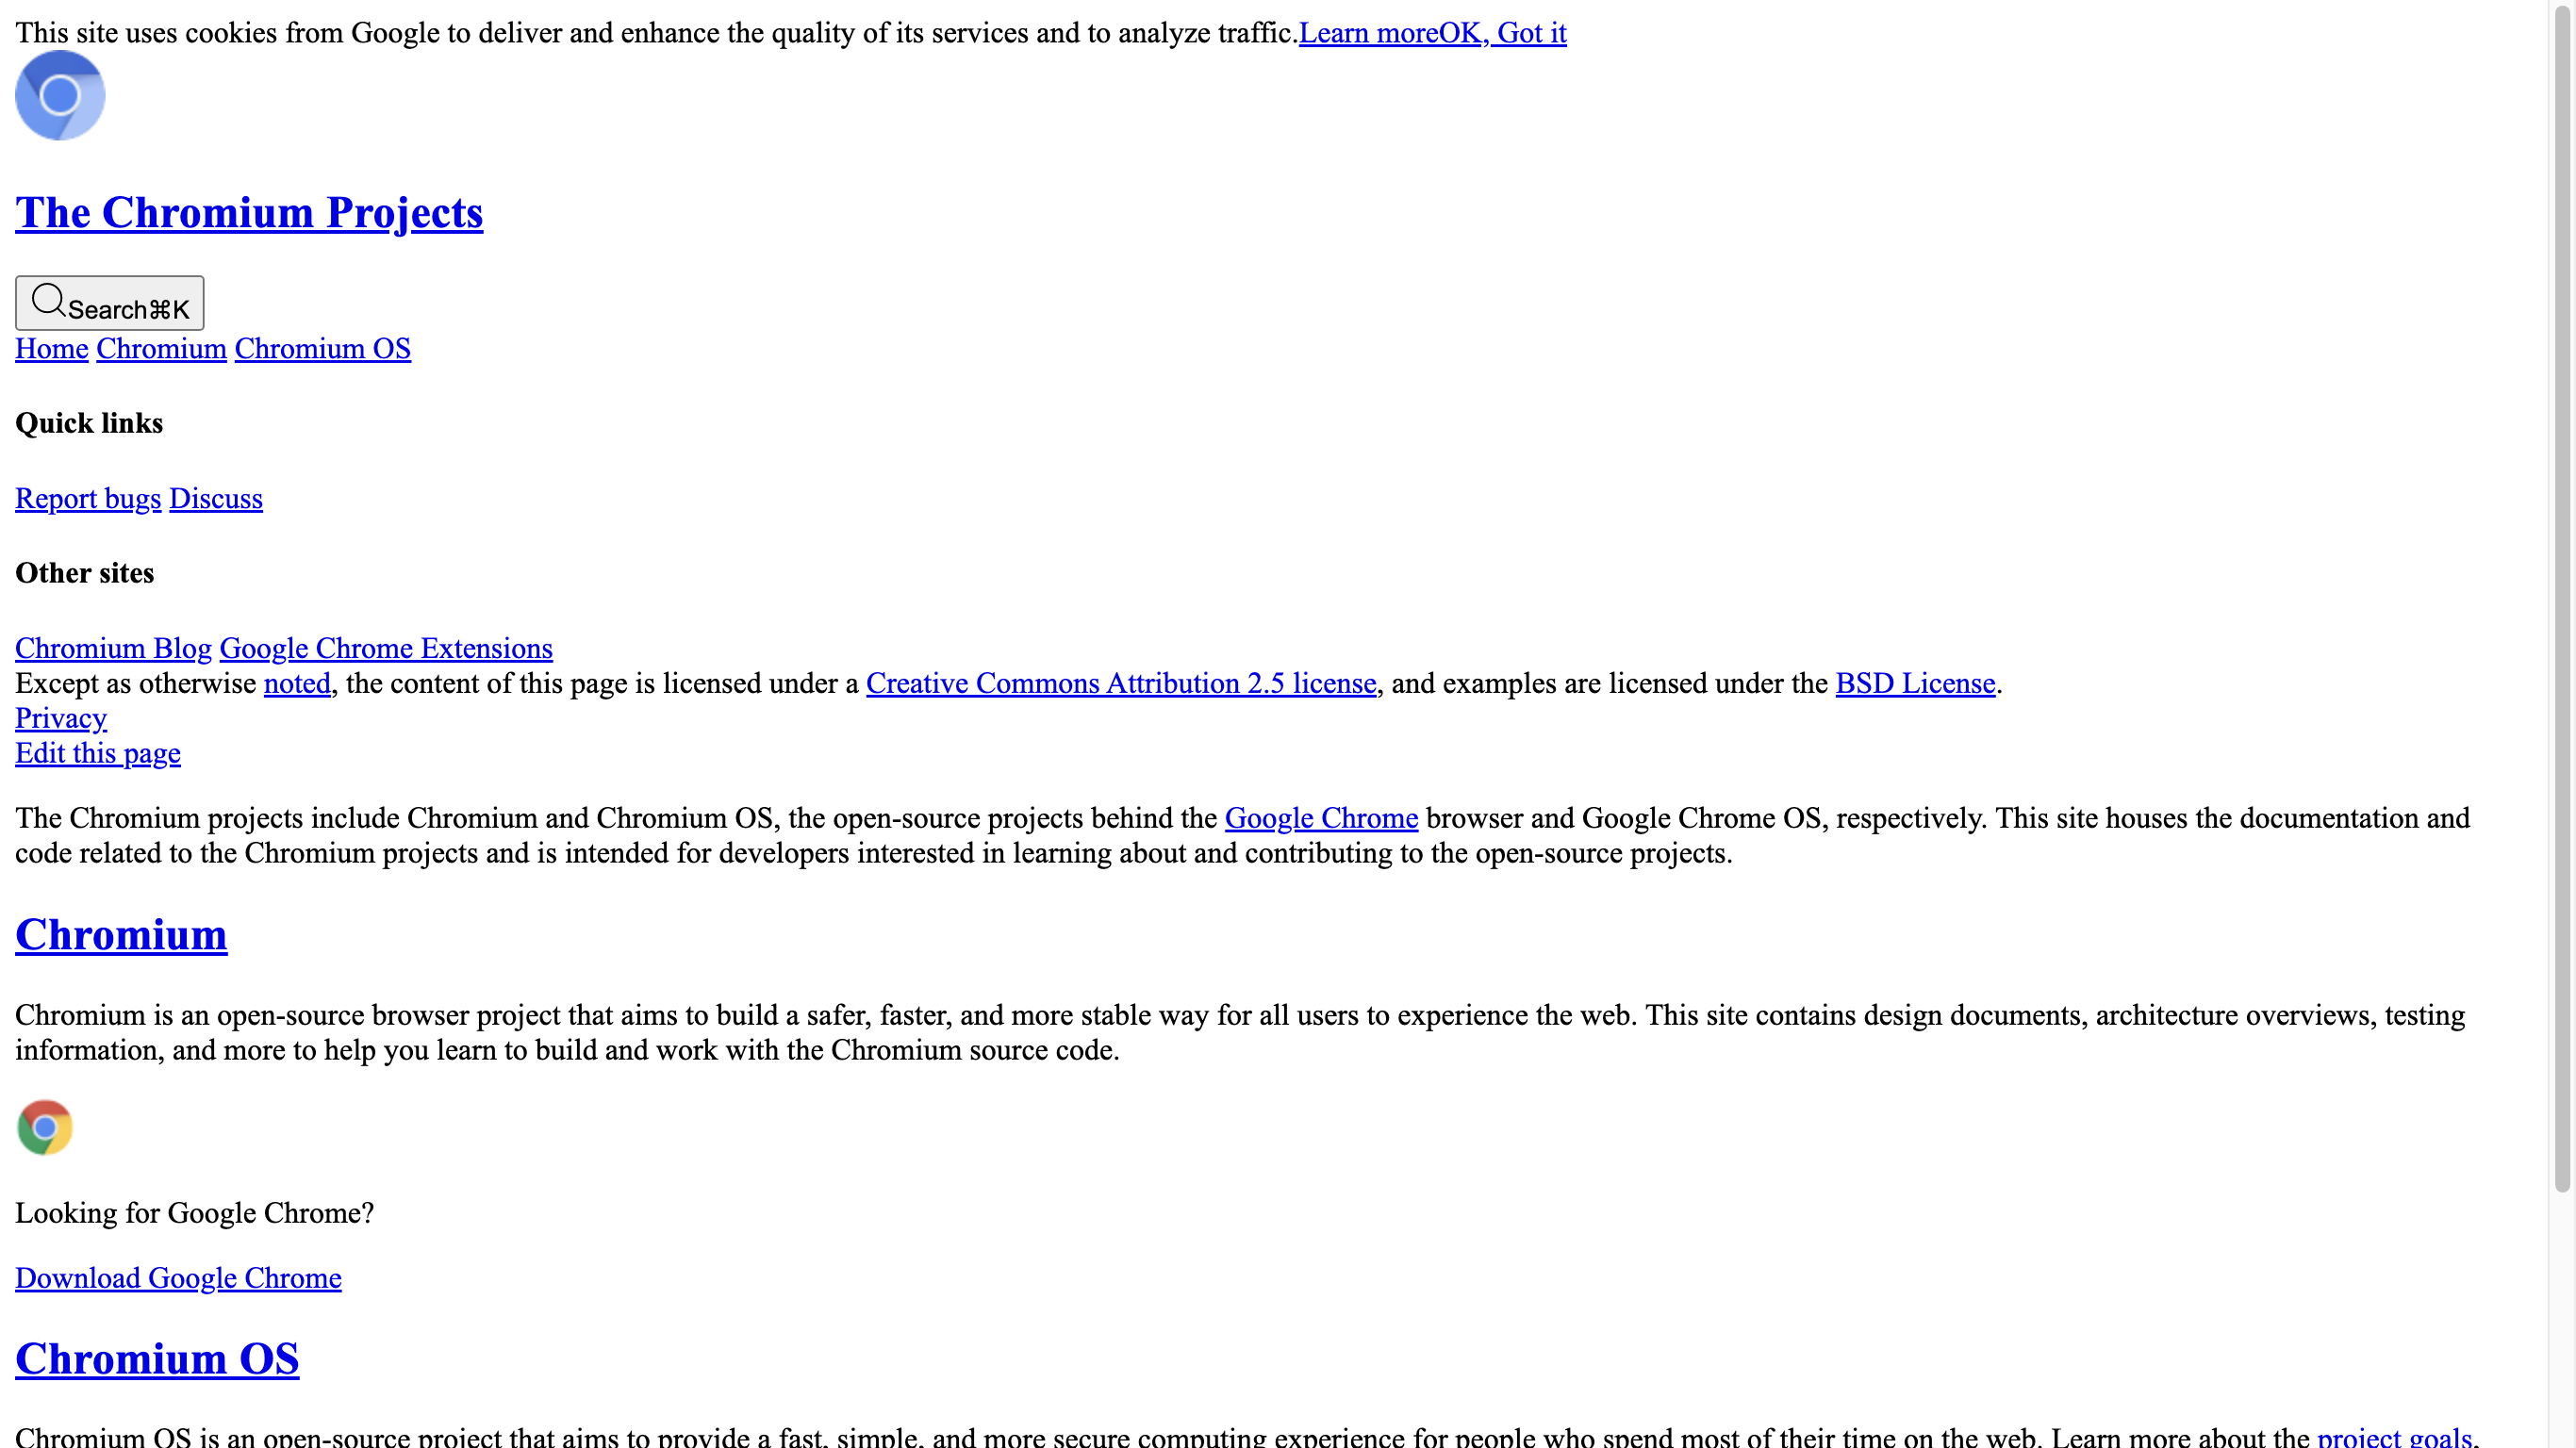 This site uses cookies from Google to deliver and enhance the quality of its services and to analyze traffic.Learn moreOK, Got it
The Chromium Projects
Search⌘K
Home Chromium Chromium OS
Quick links
Report bugs Discuss
Other sites
Chromium Blog Google Chrome Extensions
Except as otherwise noted, the content of this page is licensed under a Creative Commons Attribution 2.5 license, and examples are licensed under the BSD License.
Privacy
Edit this page
The Chromium projects include Chromium and Chromium OS, the open-source projects behind the Google Chrome browser and Google Chrome OS, respectively. This site houses the documentation and
code related to the Chromium projects and is intended for developers interested in learning about and contributing to the open-source projects.
Chromium
Chromium is an open-source browser project that aims to build a safer, faster, and more stable way for all users to experience the web. This site contains design documents, architecture overviews, testing
information, and more to help you learn to build and work with the Chromium source code.
Looking for Google Chrome?
Download Google Chrome
Chromium OS
Chromium OS is an open-source project that aims to provide a fast, simple, and more secure computing experience for people who spend most of their time on the web. Learn more about the project goals,